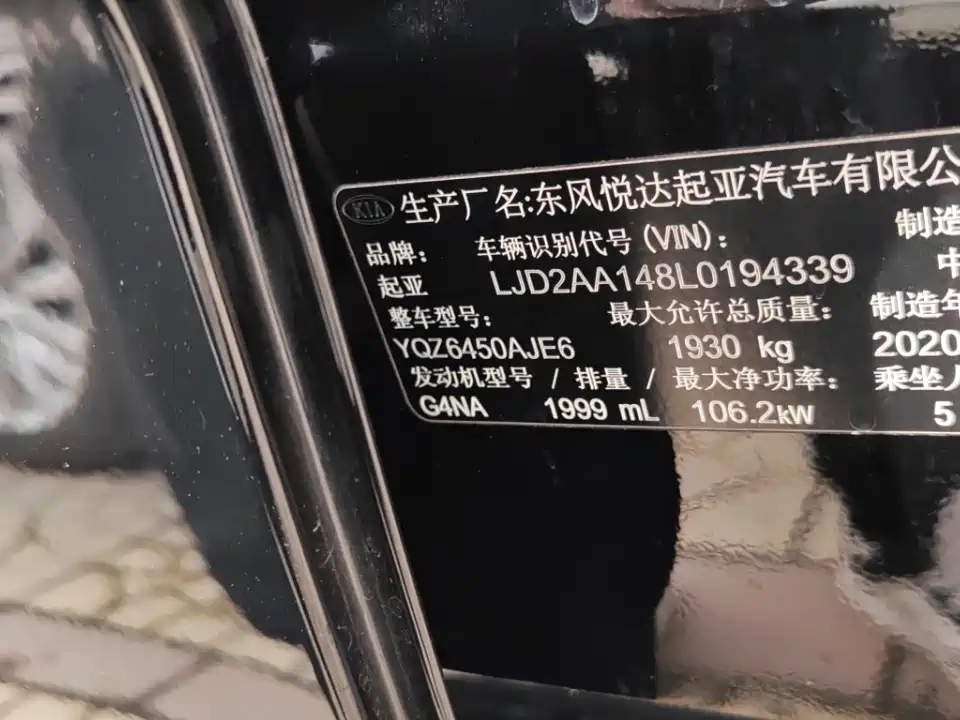 KIA 生产厂名:东风悦达起亚汽车有限公
品牌: 车辆识别代号(VIN): 制造
起亚 LJD2AA148L0194339 中
整车型号: 最大允许总质量: 制造年
YQZ6450AJE6 1930 kg 2020
发动机型号 / 排量 / 最大净功率: 乘坐人
G4NA 1999 mL 106.2kW 5